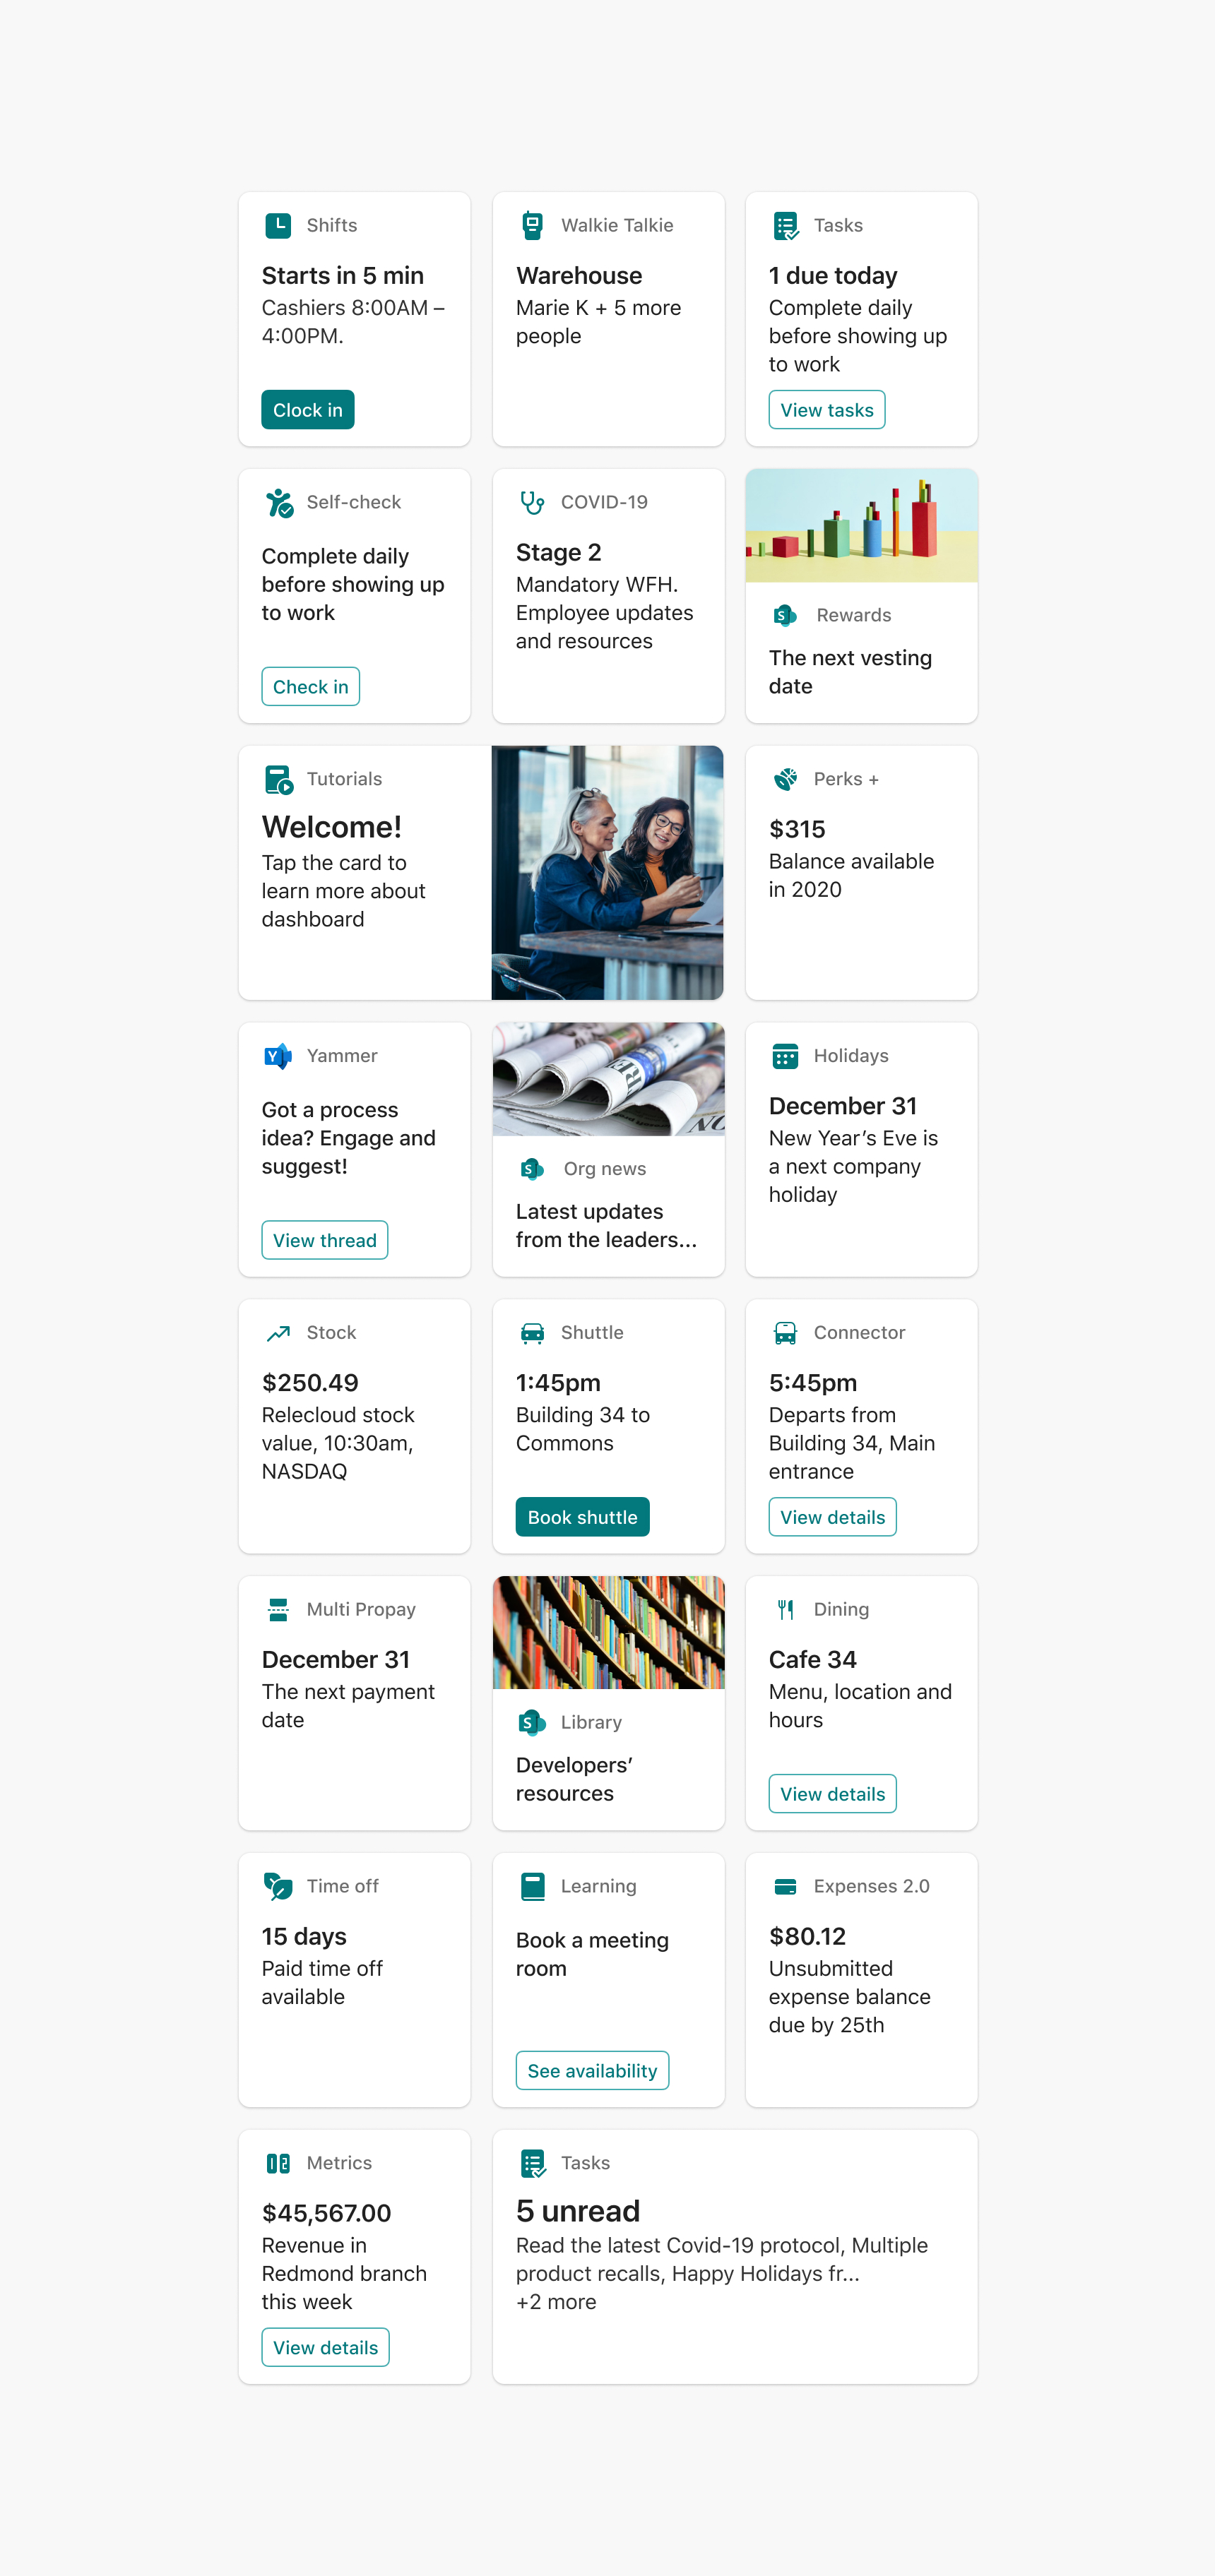 Shifts
Starts in 5 min
Cashiers 8:00AM –
4:00PM.
Clock in
Walkie Talkie
Warehouse
Marie K + 5 more
people
Tasks
1 due today
Complete daily
before showing up
to work
View tasks
Self-check
Complete daily
before showing up
to work
Check in
COVID-19
Stage 2
Mandatory WFH.
Employee updates
and resources
S
Rewards
The next vesting
date
Tutorials
Welcome!
Tap the card to
learn more about
dashboard
Perks +
$315
Balance available
in 2020
Y
Yammer
Got a process
idea? Engage and
suggest!
View thread
S
Org news
Latest updates
from the leaders...
Holidays
December 31
New Year’s Eve is
a next company
holiday
Stock
$250.49
Relecloud stock
value, 10:30am,
NASDAQ
Shuttle
1:45pm
Building 34 to
Commons
Book shuttle
Connector
5:45pm
Departs from
Building 34, Main
entrance
View details
Multi Propay
December 31
The next payment
date
S
Library
Developers’
resources
Dining
Cafe 34
Menu, location and
hours
View details
Time off
15 days
Paid time off
available
Learning
Book a meeting
room
See availability
Expenses 2.0
$80.12
Unsubmitted
expense balance
due by 25th
Metrics
$45,567.00
Revenue in
Redmond branch
this week
View details
Tasks
5 unread
Read the latest Covid-19 protocol, Multiple
product recalls, Happy Holidays fr...
+2 more